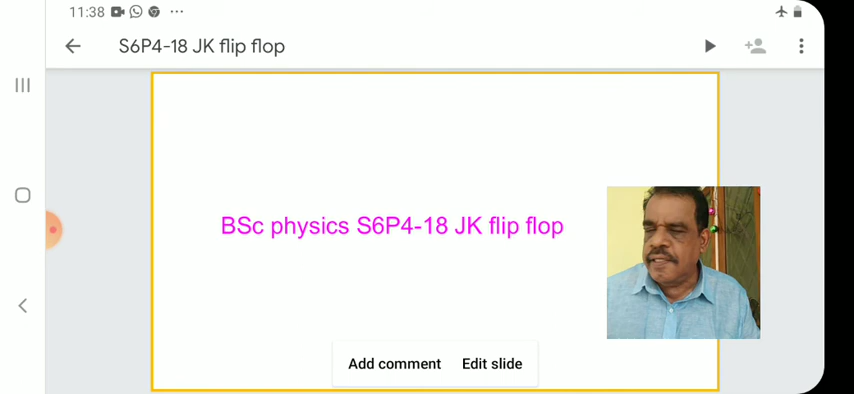 11:38
S6P4-18 JK flip flop
BSc physics S6P4-18 JK flip flop
Add comment Edit slide